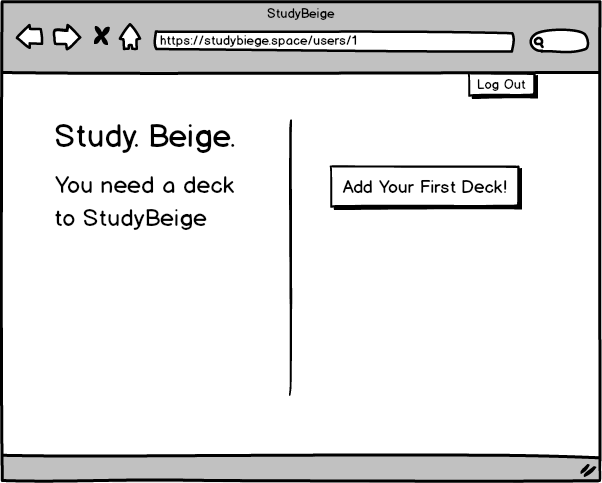 StudyBeige
https://studybiege.space/users/1
Log Out
Study. Beige.
You need a deck
to StudyBeige
Add Your First Deck!